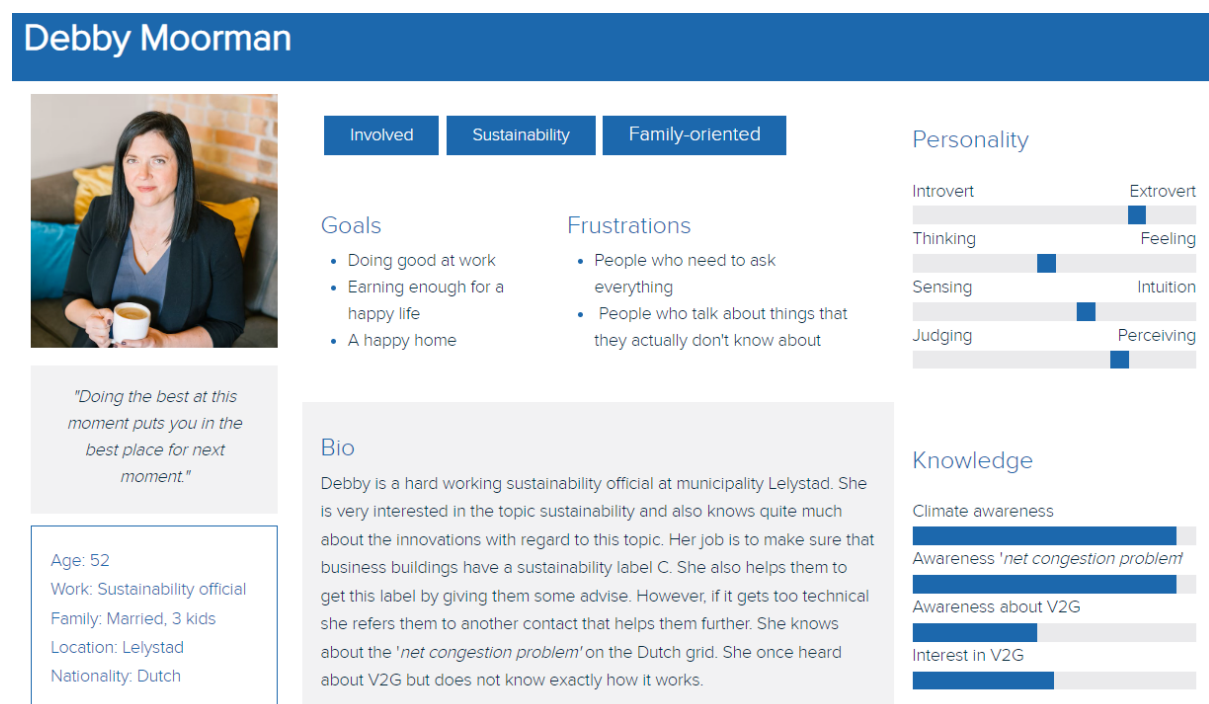 Debby Moorman
Involved
Sustainability
Family-oriented
Goals
• Doing good at work
• Earning enough for a
happy life
• A happy home
Frustrations
• People who need to ask
everything
• People who talk about things that
they actually don't know about
"Doing the best at this
moment puts you in the
best place for next
moment."
Age: 52
Work: Sustainability official
Family: Married, 3 kids
Location: Lelystad
Nationality: Dutch
Bio
Debby is a hard working sustainability official at municipality Lelystad. She
is very interested in the topic sustainability and also knows quite much
about the innovations with regard to this topic. Her job is to make sure that
business buildings have a sustainability label C. She also helps them to
get this label by giving them some advise. However, if it gets too technical
she refers them to another contact that helps them further. She knows
about the 'net congestion problem' on the Dutch grid. She once heard
about V2G but does not know exactly how it works.
Personality
Introvert Extrovert
Thinking Feeling
Sensing Intuition
Judging Perceiving
Knowledge
Climate awareness
Awareness 'net congestion problem'
Awareness about V2G
Interest in V2G